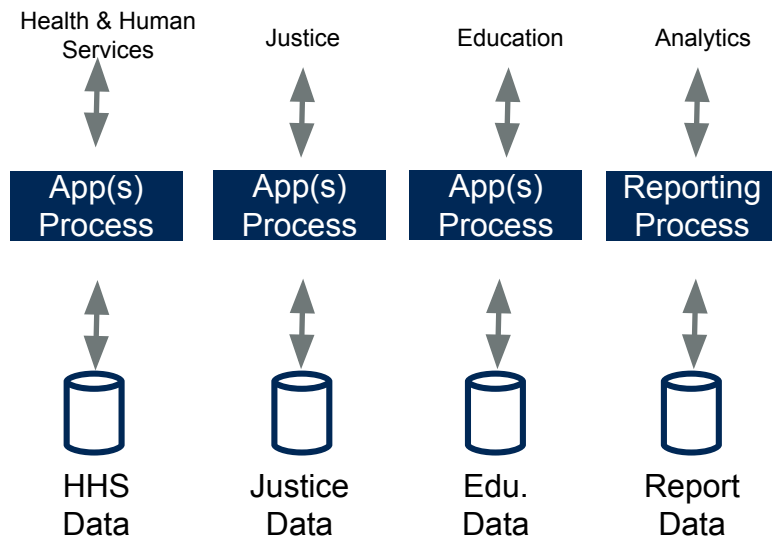 Health & Human
Services
Justice
Education
Analytics
App(s)
Process
App(s)
Process
App(s)
Process
Reporting
Process
HHS
Data
Justice
Data
Edu.
Data
Report
Data